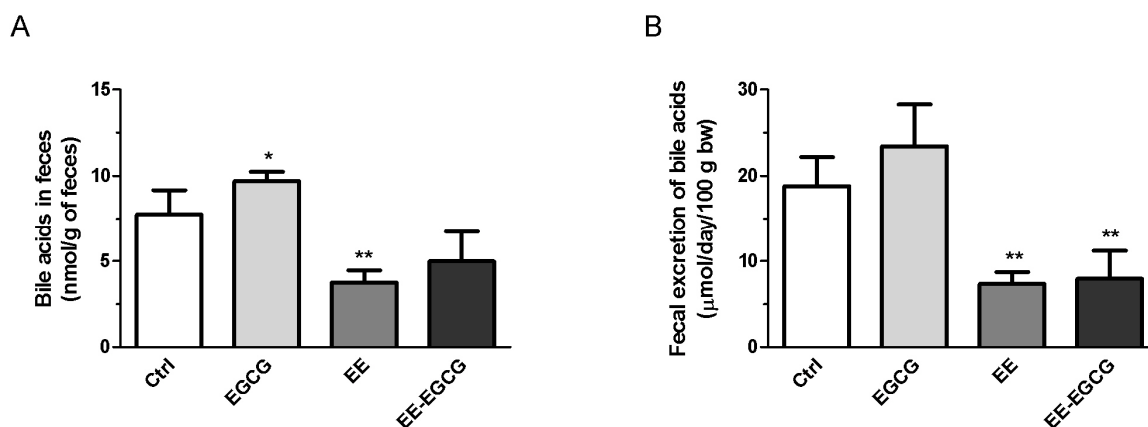 A
Bile acids in feces
(nmol/g of feces)
15
10
5
0
*
**
Ctrl
EGCG
EE
EE-EGCG
B
Fecal excretion of bile acids
(μmol/day/100 g bw)
30
20
10
0
**
**
Ctrl
EGCG
EE
EE-EGCG